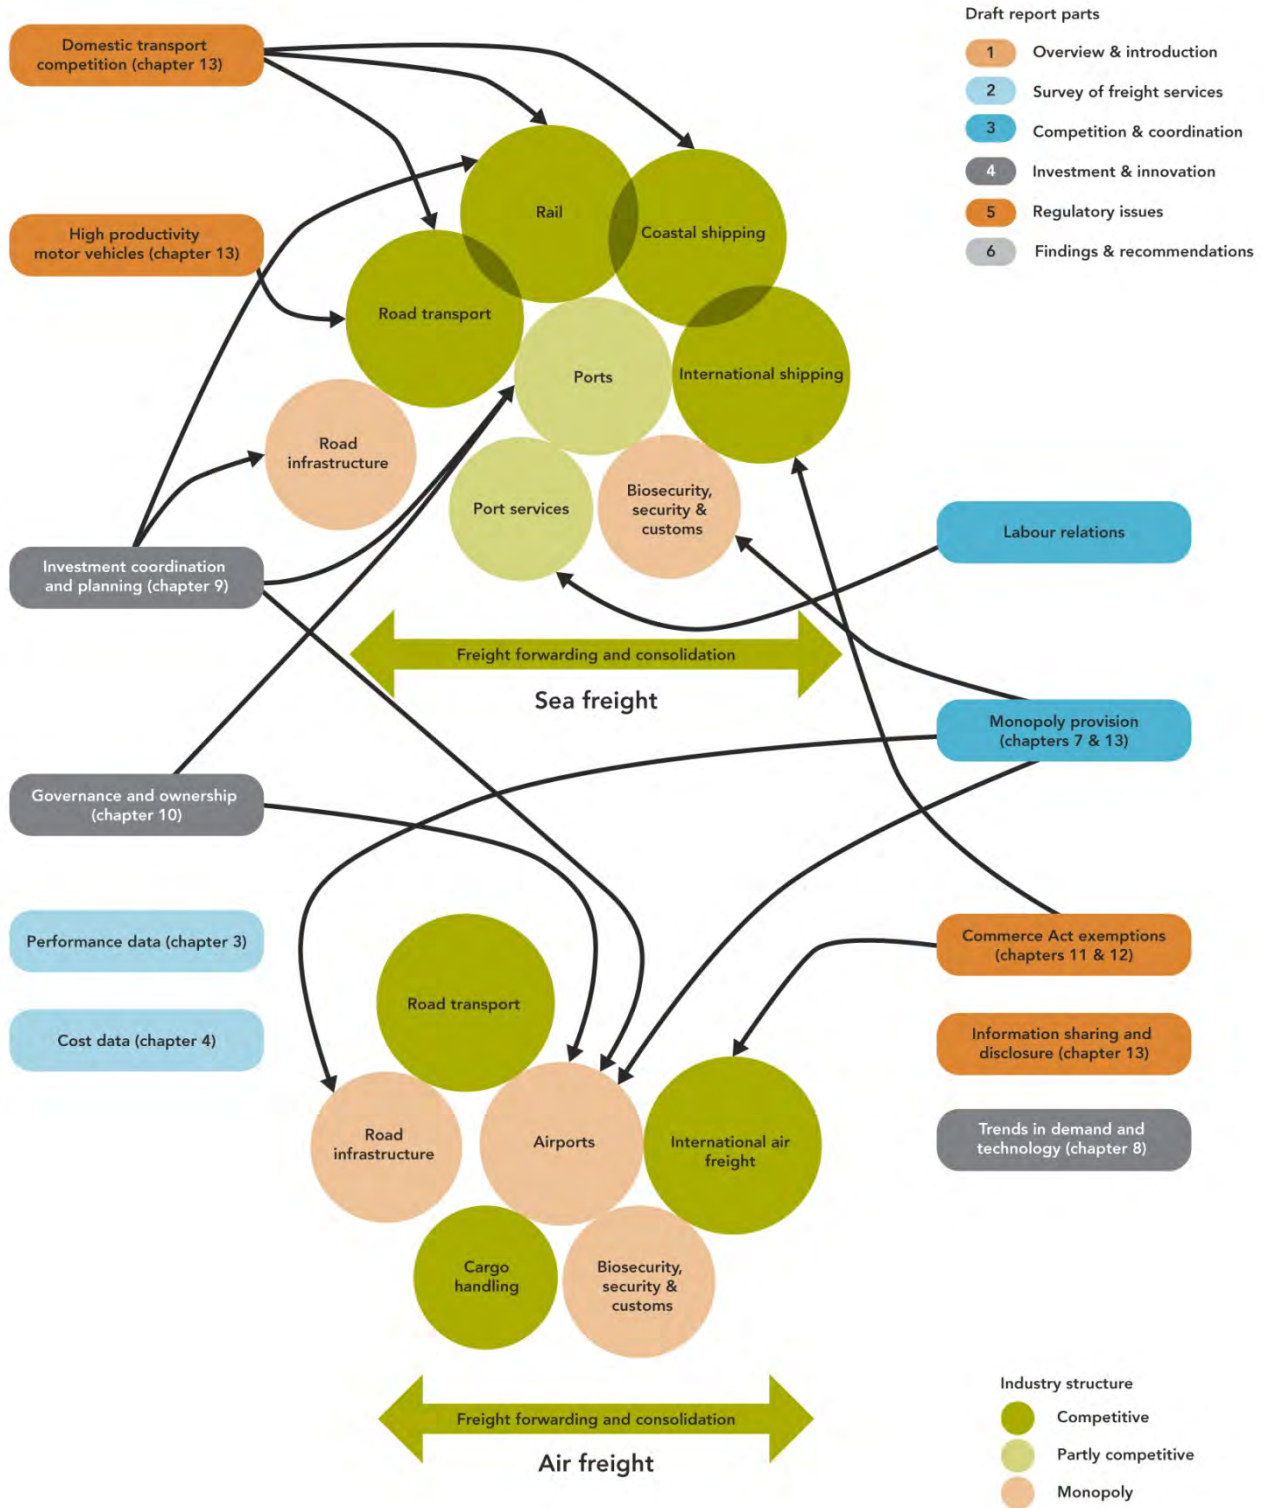 Draft report parts
1 Overview & introduction
2 Survey of freight services
3 Competition & coordination
4 Investment & innovation
5 Regulatory issues
6 Findings & recommendations
Domestic transport
competition (chapter 13)
High productivity
motor vehicles (chapter 13)
Rail
Coastal shipping
Road transport
Ports
International shipping
Road
infrastructure
Port services
Biosecurity,
security &
customs
Investment coordination
and planning (chapter 9)
Labour relations
Freight forwarding and consolidation
Sea freight
Monopoly provision
(chapters 7 & 13)
Governance and ownership
(chapter 10)
Performance data (chapter 3)
Cost data (chapter 4)
Commerce Act exemptions
(chapters 11 & 12)
Information sharing and
disclosure (chapter 13)
Trends in demand and
technology (chapter 8)
Road transport
Road
infrastructure
Airports
International air
freight
Cargo
handling
Biosecurity,
security &
customs
Freight forwarding and consolidation
Air freight
Industry structure
Competitive
Partly competitive
Monopoly